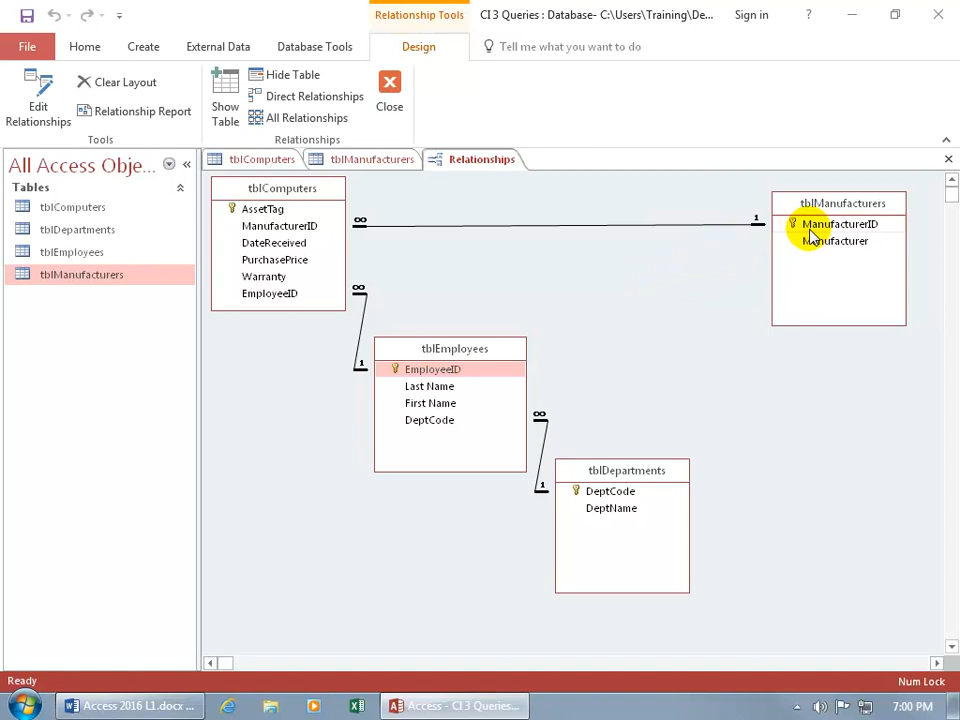 Relationship Tools
CI 3 Queries : Database- C:\Users\Training\De...
Sign in
?
File
Home
Create
External Data
Database Tools
Design
Tell me what you want to do
Edit
Relationships
Clear Layout
Relationship Report
Tools
Show
Table
Hide Table
Direct Relationships
All Relationships
Relationships
Close
All Access Obje...
«
Tables
tblComputers
tblDepartments
tblEmployees
tblManufacturers
tblComputers
tblManufacturers
Relationships
tblComputers
AssetTag
ManufacturerID
DateReceived
PurchasePrice
Warranty
EmployeeID
∞
1
tblManufacturers
ManufacturerID
Manufacturer
∞
1
tblEmployees
EmployeeID
Last Name
First Name
DeptCode
∞
1
tblDepartments
DeptCode
DeptName
Ready
Num Lock
Access 2016 L1.docx ...
Access - CI 3 Queries...
7:00 PM